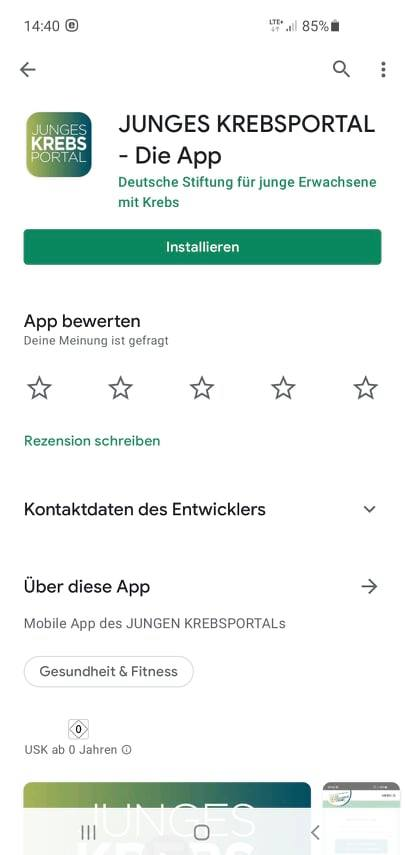 14:40
LTE+
85%
JUNGES
KREBS
PORTAL
JUNGES KREBSPORTAL
- Die App
Deutsche Stiftung für junge Erwachsene
mit Krebs
Installieren
App bewerten
Deine Meinung ist gefragt
Rezension schreiben
Kontaktdaten des Entwicklers
Über diese App
Mobile App des JUNGEN KREBSPORTALs
Gesundheit & Fitness
0
USK ab 0 Jahren
JUNGES
KREBS